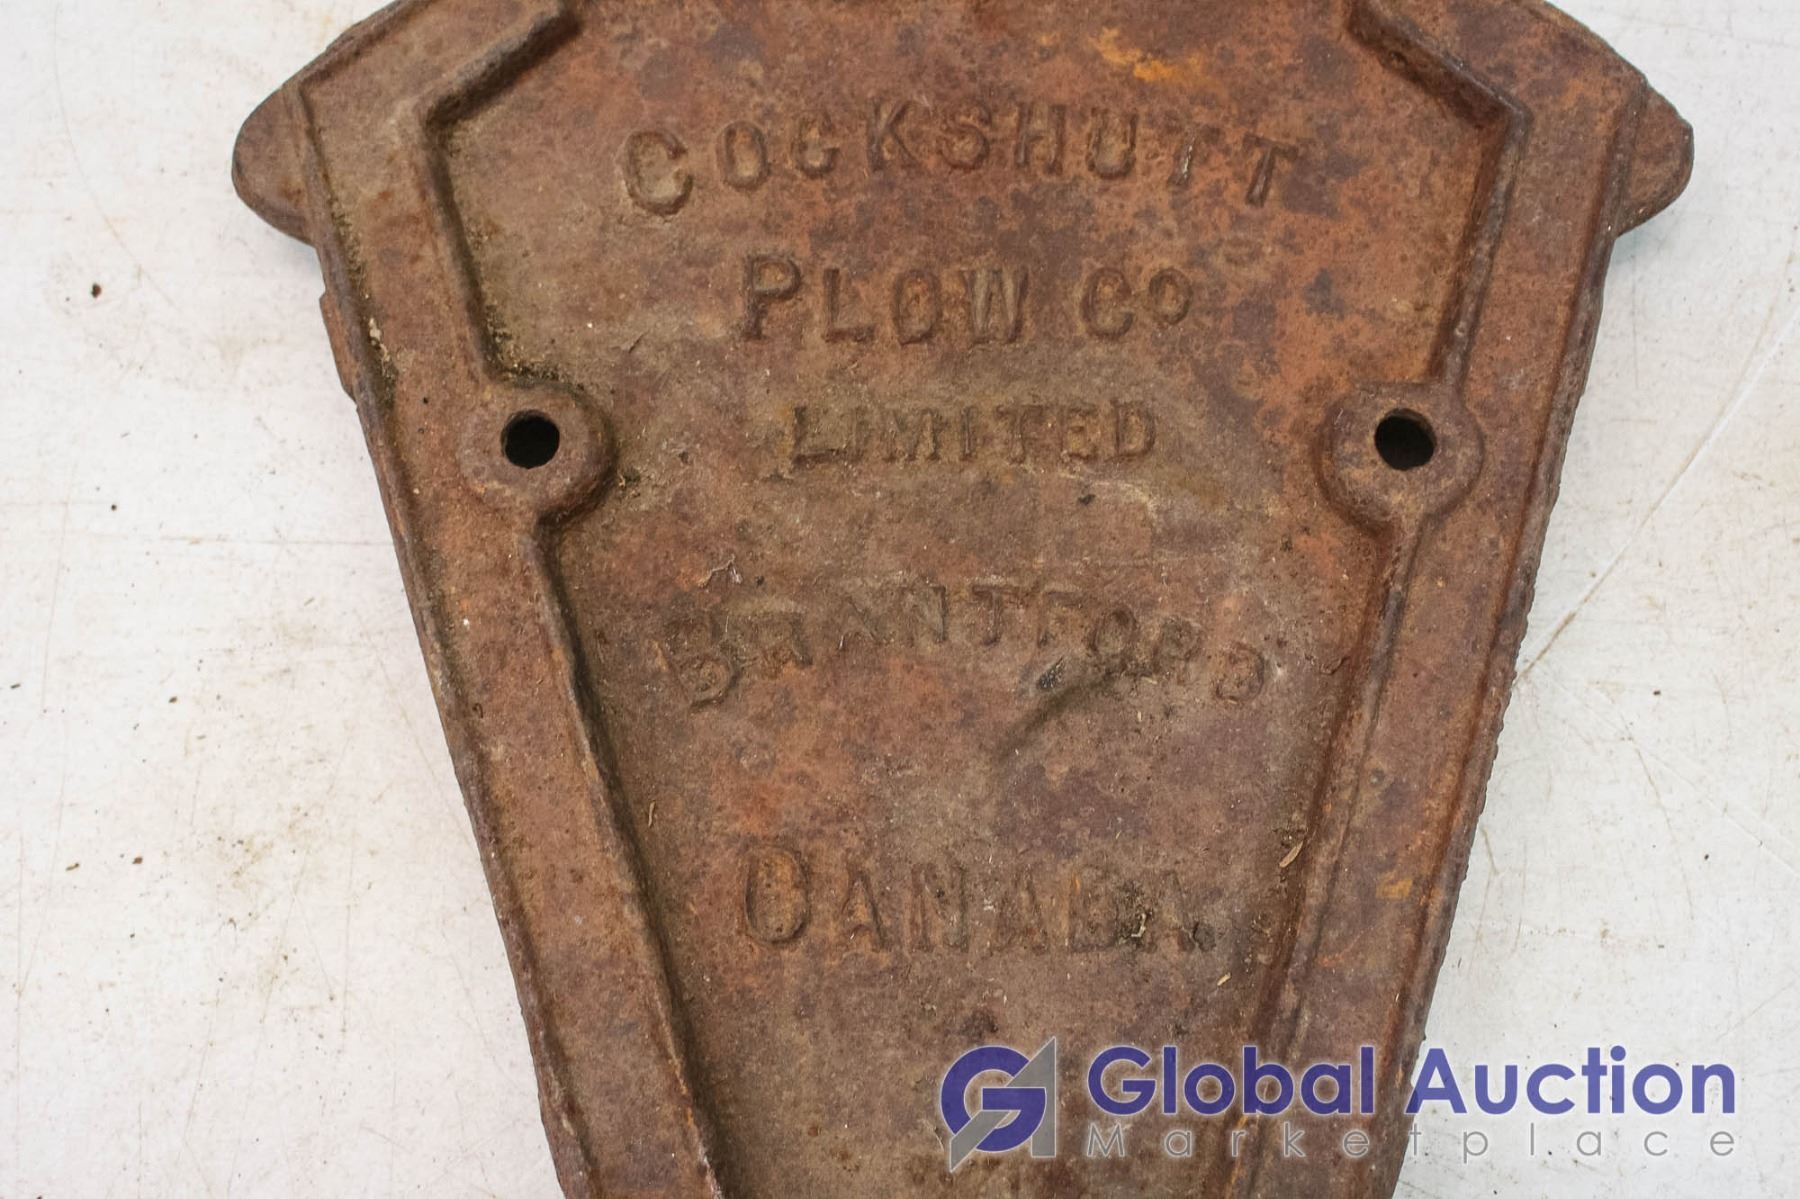 COCKSHUTT
PLOW Co
LIMITED
BRANTFORD
CANADA
Global Auction
Marketplace